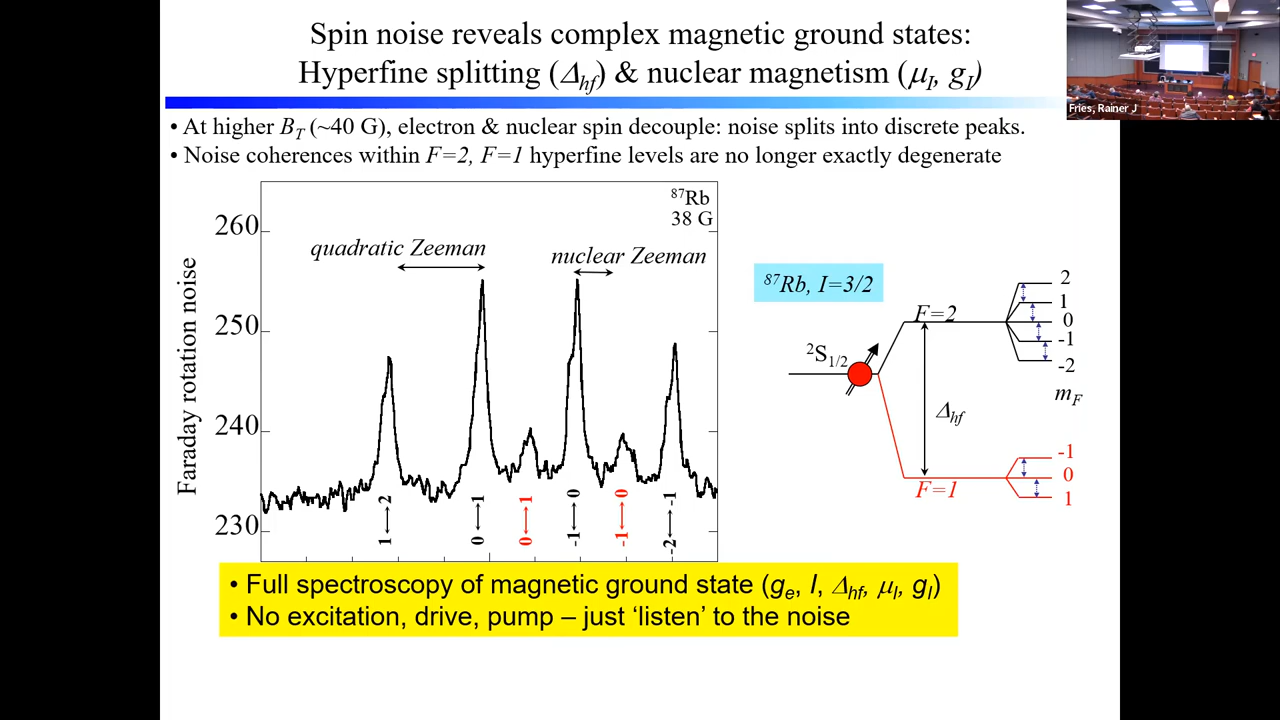 Spin noise reveals complex magnetic ground states:
Hyperfine splitting (Δhf) & nuclear magnetism (μI, gI)
Fries, Rainer J
• At higher BT (~40 G), electron & nuclear spin decouple: noise splits into discrete peaks.
• Noise coherences within F=2, F=1 hyperfine levels are no longer exactly degenerate
Faraday rotation noise
260
250
240
230
87Rb
38 G
quadratic Zeeman
nuclear Zeeman
1 ↔ 2
0 ↔ 1
0 ↔ 1
-1 ↔ 0
-1 ↔ 0
-2 ↔ -1
87Rb, I=3/2
2S1/2
F=2
Δhf
F=1
2
1
0
-1
-2
mF
-1
0
1
• Full spectroscopy of magnetic ground state (ge, I, Δhf, μI, gI)
• No excitation, drive, pump – just ‘listen’ to the noise